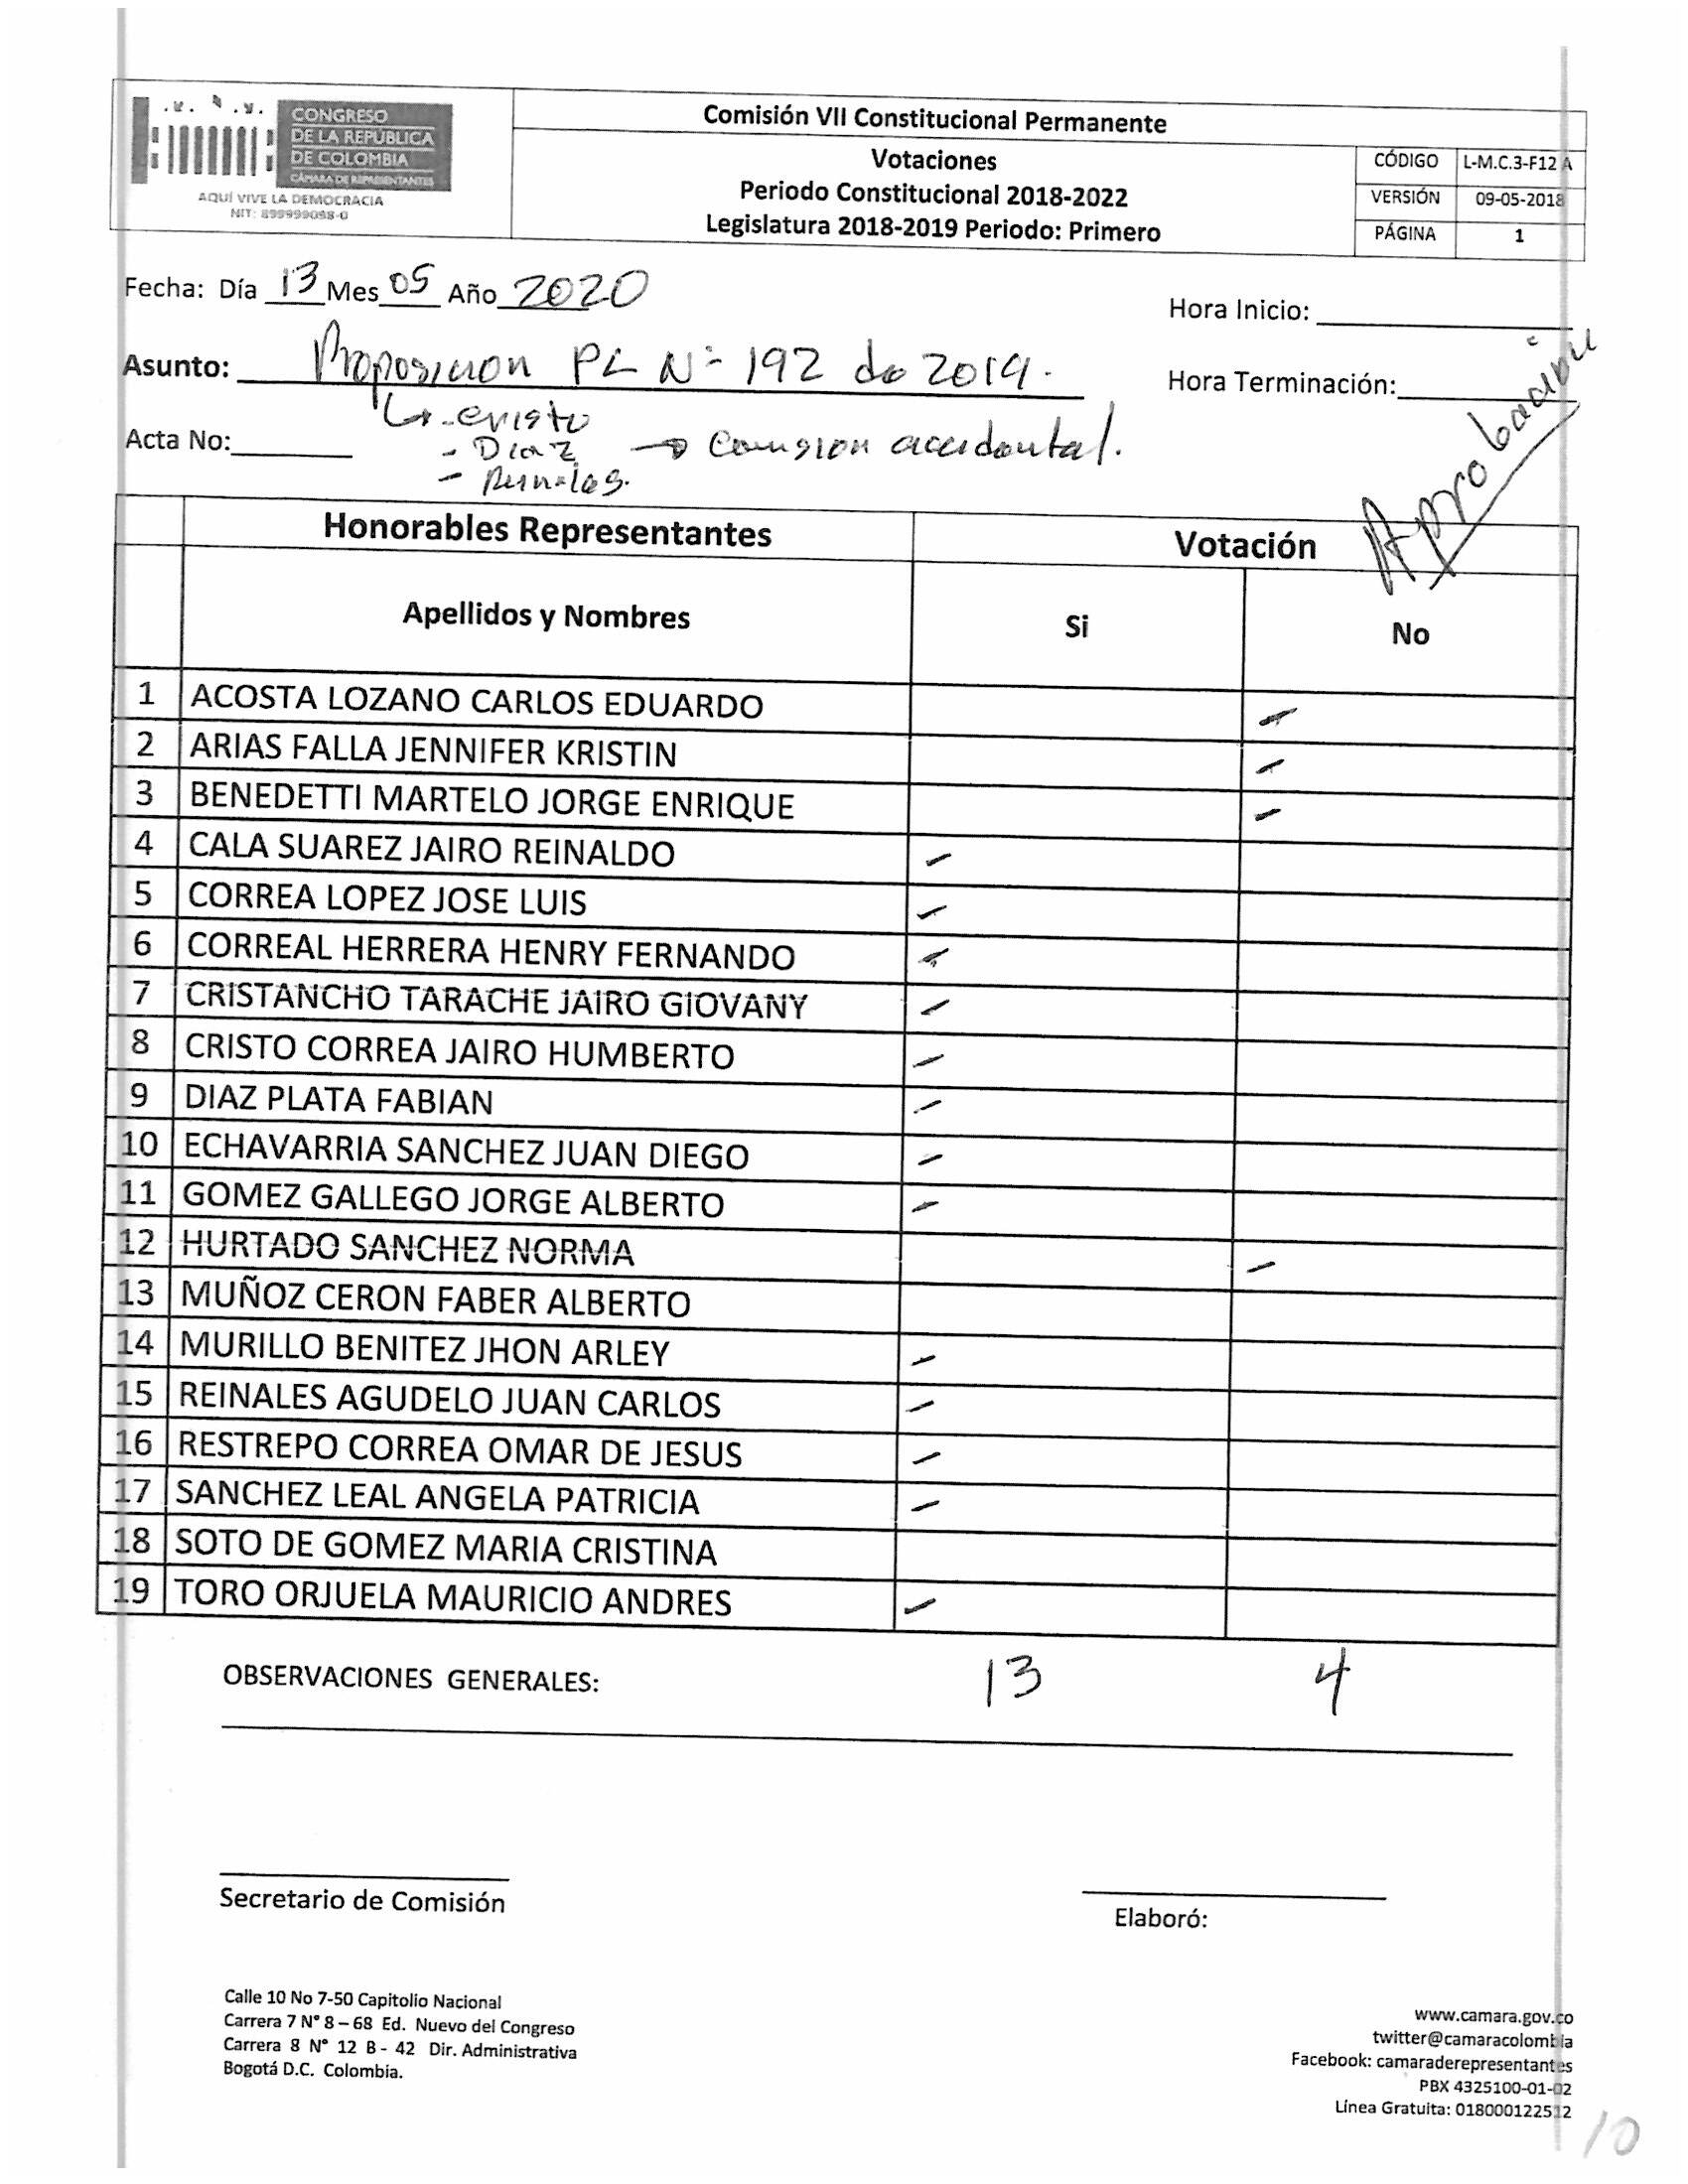 CONGRESO
DE LA REPÚBLICA
DE COLOMBIA
CÁMARA DE REPRESENTANTES
AQUÍ VIVE LA DEMOCRACIA
NIT: 899999098-0
Comisión VII Constitucional Permanente
Votaciones
Periodo Constitucional 2018-2022
Legislatura 2018-2019 Periodo: Primero
CÓDIGO L-M.C.3-F12 A
VERSIÓN 09-05-2018
PÁGINA 1
Fecha: Día 13 Mes 05 Año 2020
Hora Inicio:
Asunto: Proposicion PL N° 192 de 2019.
Hora Terminación:
Cristo
Acta No:
- Diaz → Comision accidental.
- Reinales.
Honorables Representantes Votación
Apellidos y Nombres Si No
1 ACOSTA LOZANO CARLOS EDUARDO
2 ARIAS FALLA JENNIFER KRISTIN
3 BENEDETTI MARTELO JORGE ENRIQUE
4 CALA SUAREZ JAIRO REINALDO
5 CORREA LOPEZ JOSE LUIS
6 CORREAL HERRERA HENRY FERNANDO
7 CRISTANCHO TARACHE JAIRO GIOVANY
8 CRISTO CORREA JAIRO HUMBERTO
9 DIAZ PLATA FABIAN
10 ECHAVARRIA SANCHEZ JUAN DIEGO
11 GOMEZ GALLEGO JORGE ALBERTO
12 HURTADO SANCHEZ NORMA
13 MUÑOZ CERON FABER ALBERTO
14 MURILLO BENITEZ JHON ARLEY
15 REINALES AGUDELO JUAN CARLOS
16 RESTREPO CORREA OMAR DE JESUS
17 SANCHEZ LEAL ANGELA PATRICIA
18 SOTO DE GOMEZ MARIA CRISTINA
19 TORO ORJUELA MAURICIO ANDRES
OBSERVACIONES GENERALES: 13 4
Secretario de Comisión
Elaboró:
Calle 10 No 7-50 Capitolio Nacional
Carrera 7 N° 8 – 68 Ed. Nuevo del Congreso
Carrera 8 N° 12 B - 42 Dir. Administrativa
Bogotá D.C. Colombia.
www.camara.gov.co
twitter@camaracolombia
Facebook: camaraderepresentantes
PBX 4325100-01-02
Línea Gratuita: 018000122512
10